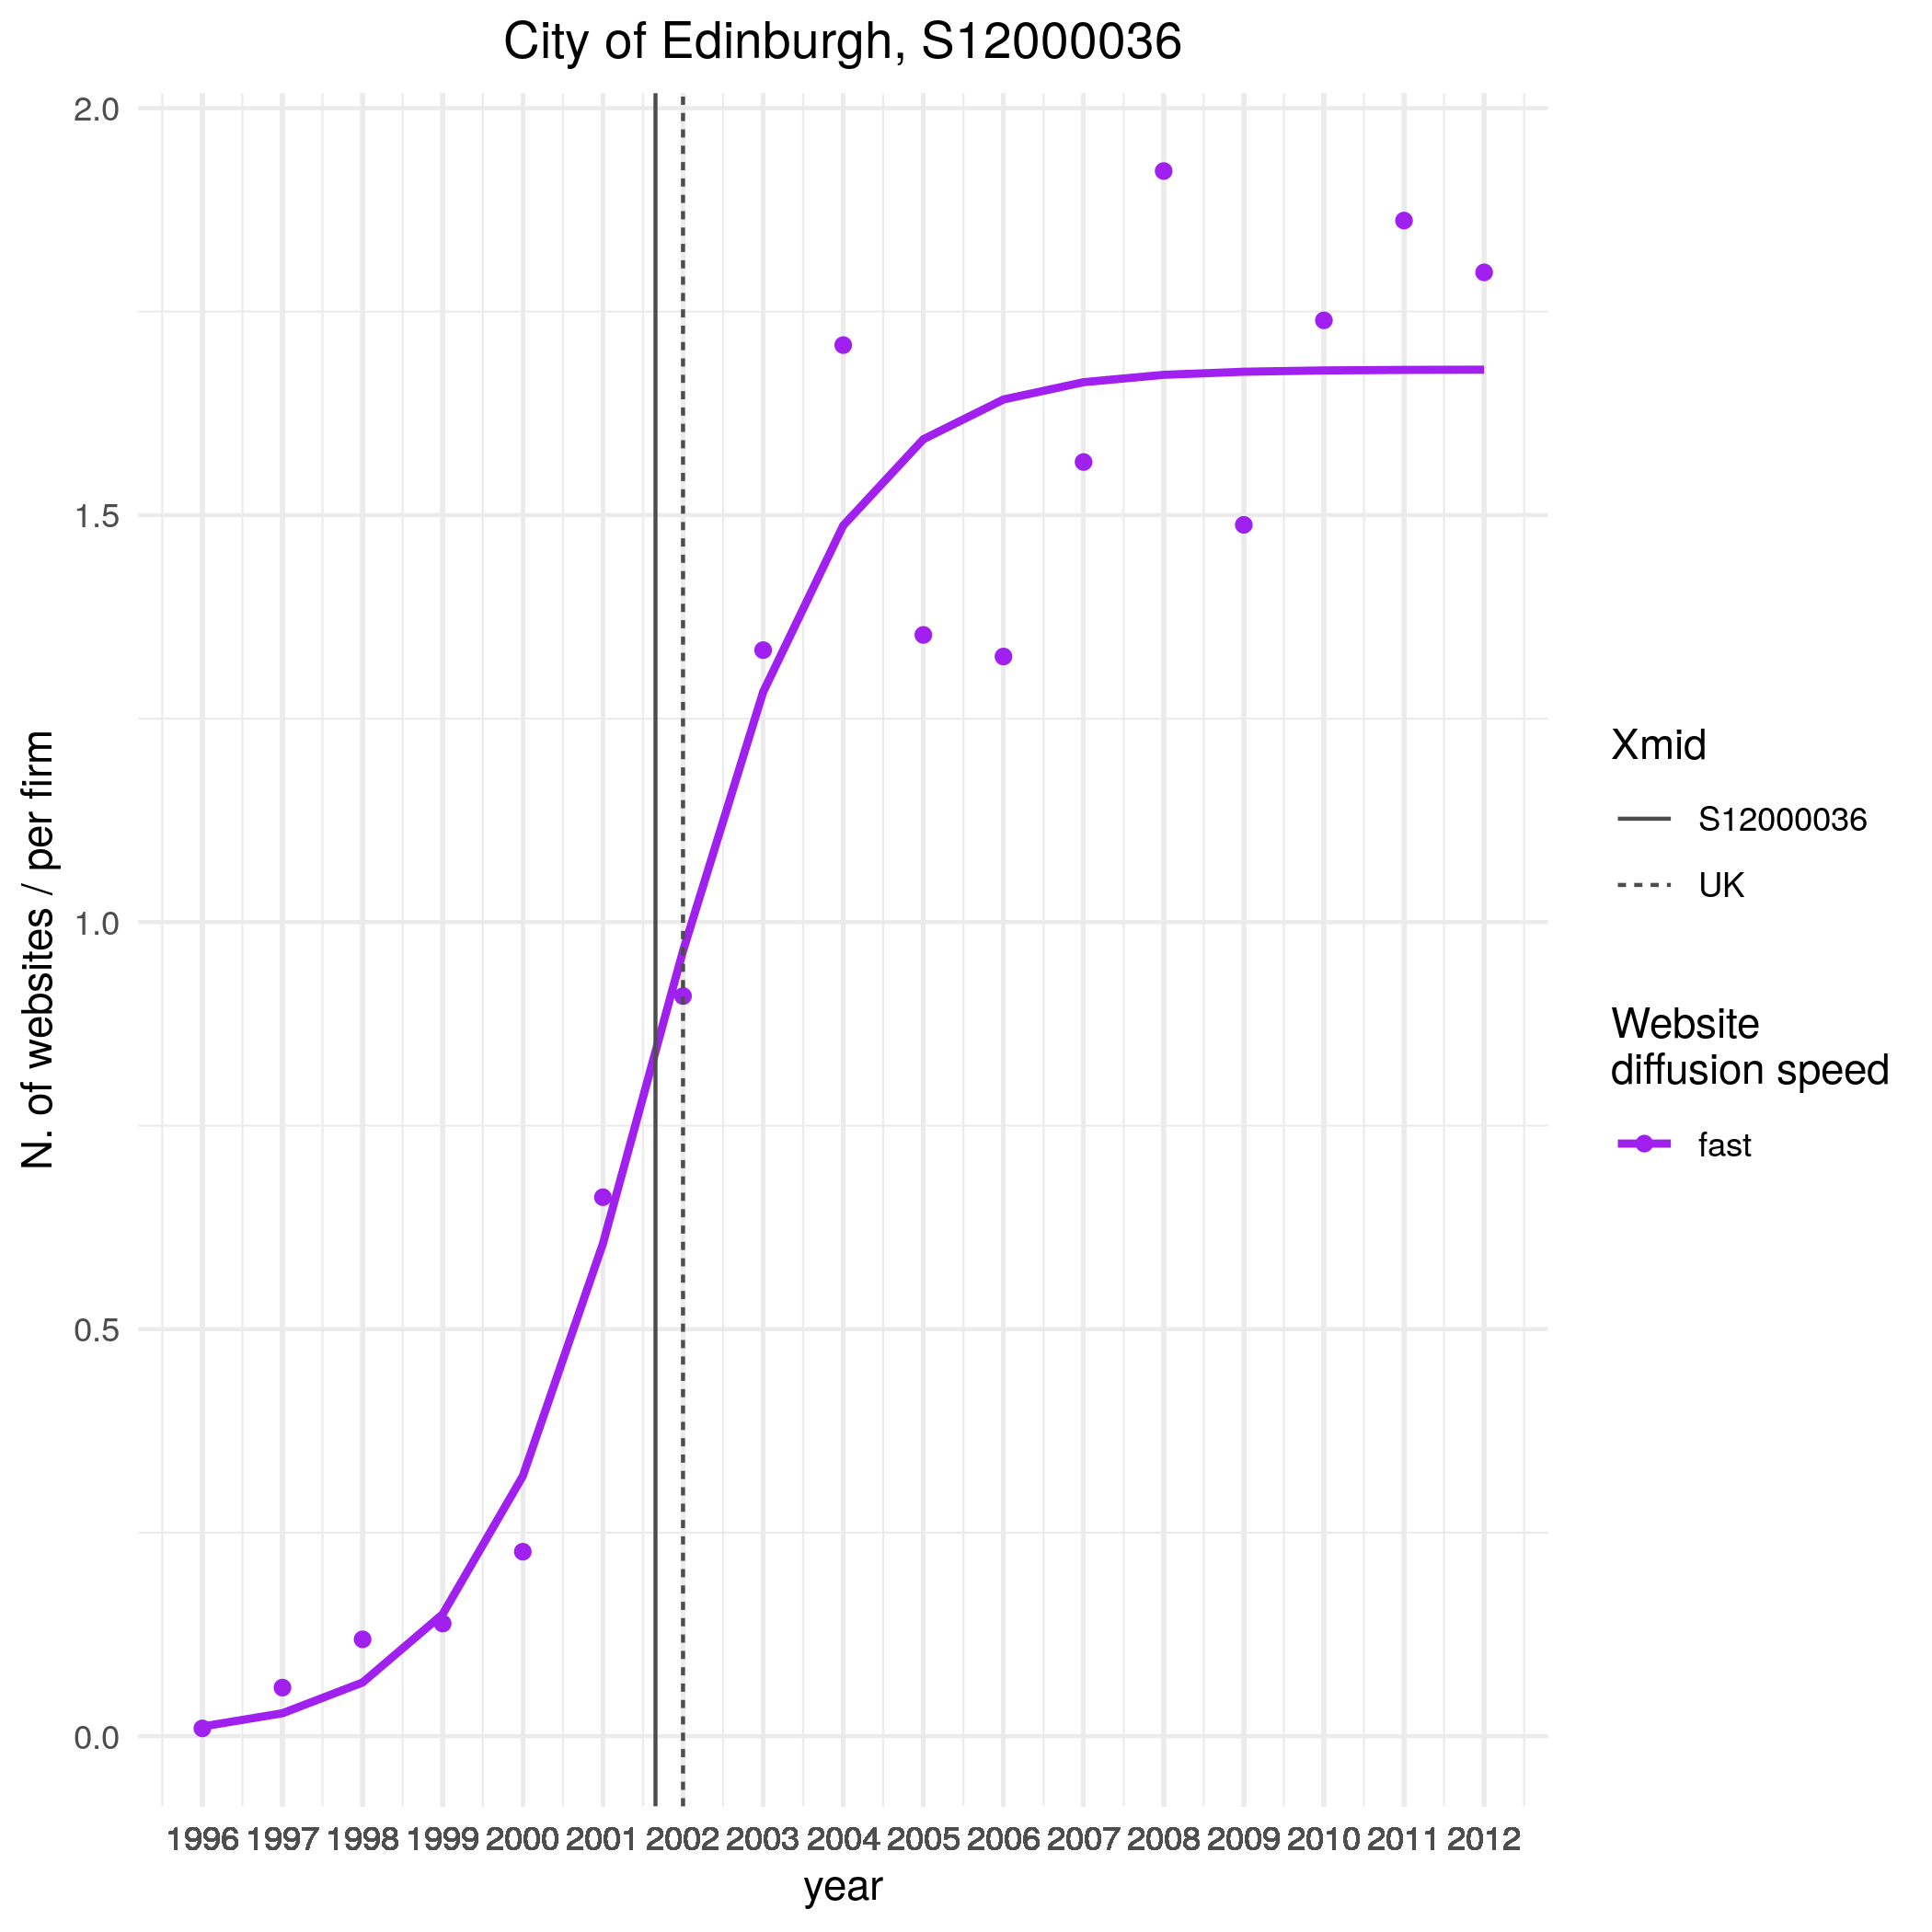 City of Edinburgh, S12000036
2.0
1.5
1.0
0.5
0.0
N. of websites / per firm
1996 1997 1998 1999 2000 2001 2002 2003 2004 2005 2006 2007 2008 2009 2010 2011 2012
year
Xmid
S12000036
UK
Website
diffusion speed
fast